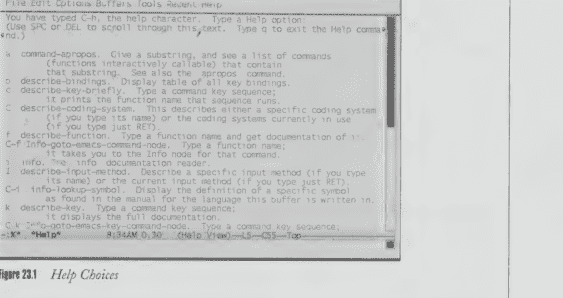 File Edit Options Buffers Tools Help
You have typed C-h, the help character.  Type a Help option:
(Use SPC or DEL to scroll through this text.  Type q to exit the Help comma
nd.)
a  command-apropos.  Give a substring, and see a list of commands
(functions interactively callable) that contain
that substring.  See also the  apropos  command.
b  describe-bindings.  Display table of all key bindings.
c  describe-key-briefly.  Type a command key sequence;
it prints the function name that sequence runs.
C  describe-coding-system.  This describes either a specific coding system
(if you type its name) or the coding systems currently in use
(if you type just RET).
f  describe-function.  Type a function name and get documentation of
C-f Info-goto-emacs-command-node.  Type a function name;
it takes you to the Info node for that command.
i  info.  The  info  documentation reader.
I  describe-input-method.  Describe a specific input method (if you type
its name) or the current input method (if you type just RET).
C-i  info-lookup-symbol.  Display the definition of a specific symbol
as found in the manual for the language this buffer is written in.
k  describe-key.  Type a command key sequence;
it displays the full documentation.
C-k Info-goto-emacs-key-command-node.  Type a command key sequence;
*Help*  8:34AM 0.30  (Help View)--L5--C55--Top
Figure 23.1  Help Choices